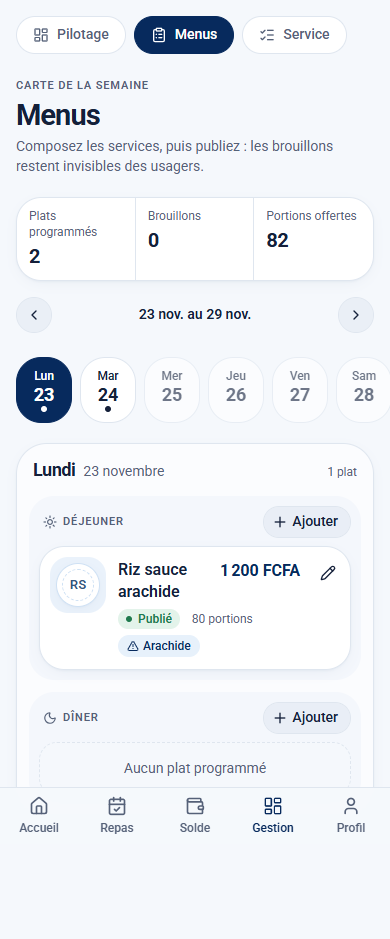 Pilotage
Menus
Service
CARTE DE LA SEMAINE
Menus
Composez les services, puis publiez : les brouillons
restent invisibles des usagers.
Plats
programmés
2
Brouillons
0
Portions offertes
82
23 nov. au 29 nov.
Lun
23
Mar
24
Mer
25
Jeu
26
Ven
27
Sam
28
Lundi 23 novembre
1 plat
DÉJEUNER
Ajouter
RS
Riz sauce
arachide
1 200 FCFA
Publié
80 portions
Arachide
DÎNER
Ajouter
Aucun plat programmé
Accueil
Repas
Solde
Gestion
Profil